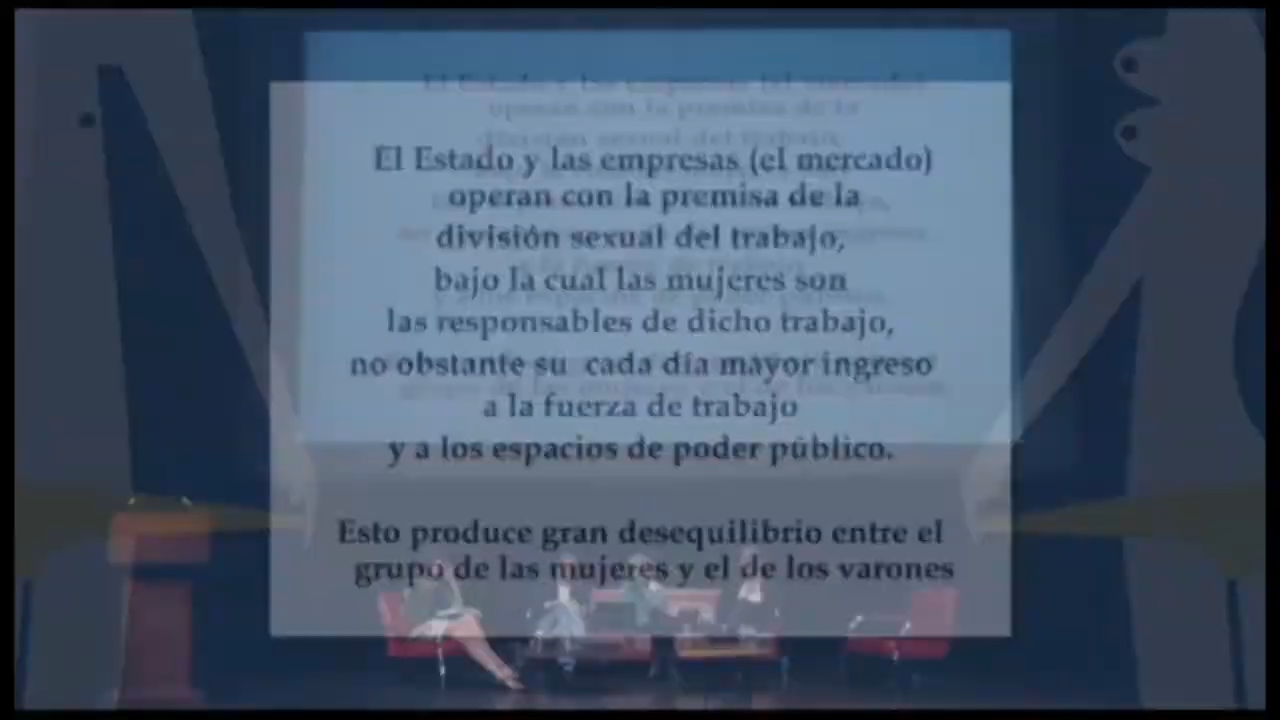 El Estado y las empresas (el mercado)
operan con la premisa de la
división sexual del trabajo,
bajo la cual las mujeres son
las responsables de dicho trabajo,
no obstante su cada día mayor ingreso
a la fuerza de trabajo
y a los espacios de poder público.
Esto produce gran desequilibrio entre el
grupo de las mujeres y el de los varones